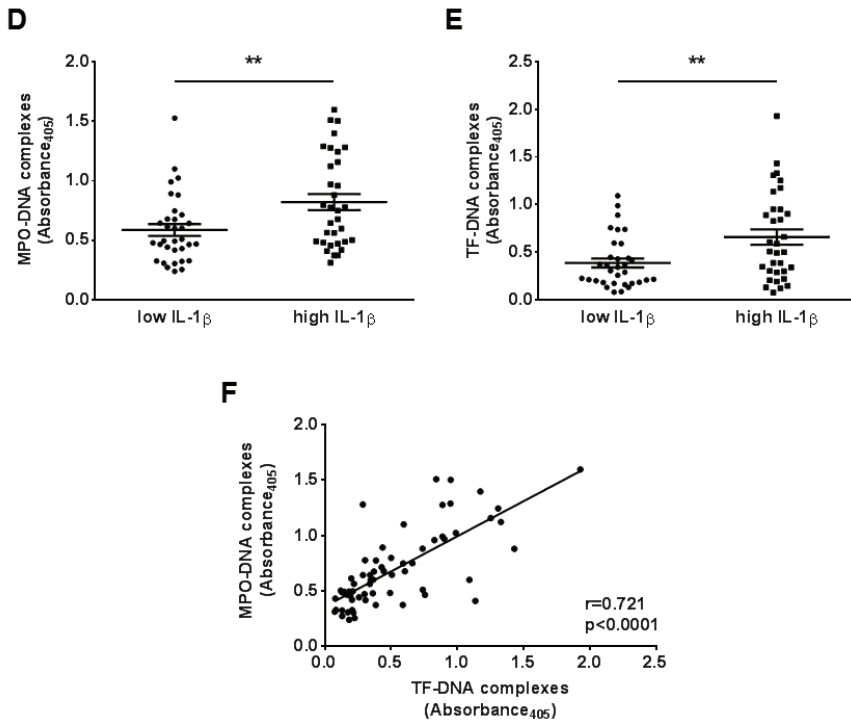 D
**
MPO-DNA complexes
(Absorbance405)
2.0
1.5
1.0
0.5
0.0
low IL-1β
high IL-1β
E
**
TF-DNA complexes
(Absorbance405)
2.5
2.0
1.5
1.0
0.5
0.0
low IL-1β
high IL-1β
F
MPO-DNA complexes
(Absorbance405)
2.0
1.5
1.0
0.5
0.0
r=0.721
p<0.0001
0.0 0.5 1.0 1.5 2.0 2.5
TF-DNA complexes
(Absorbance405)